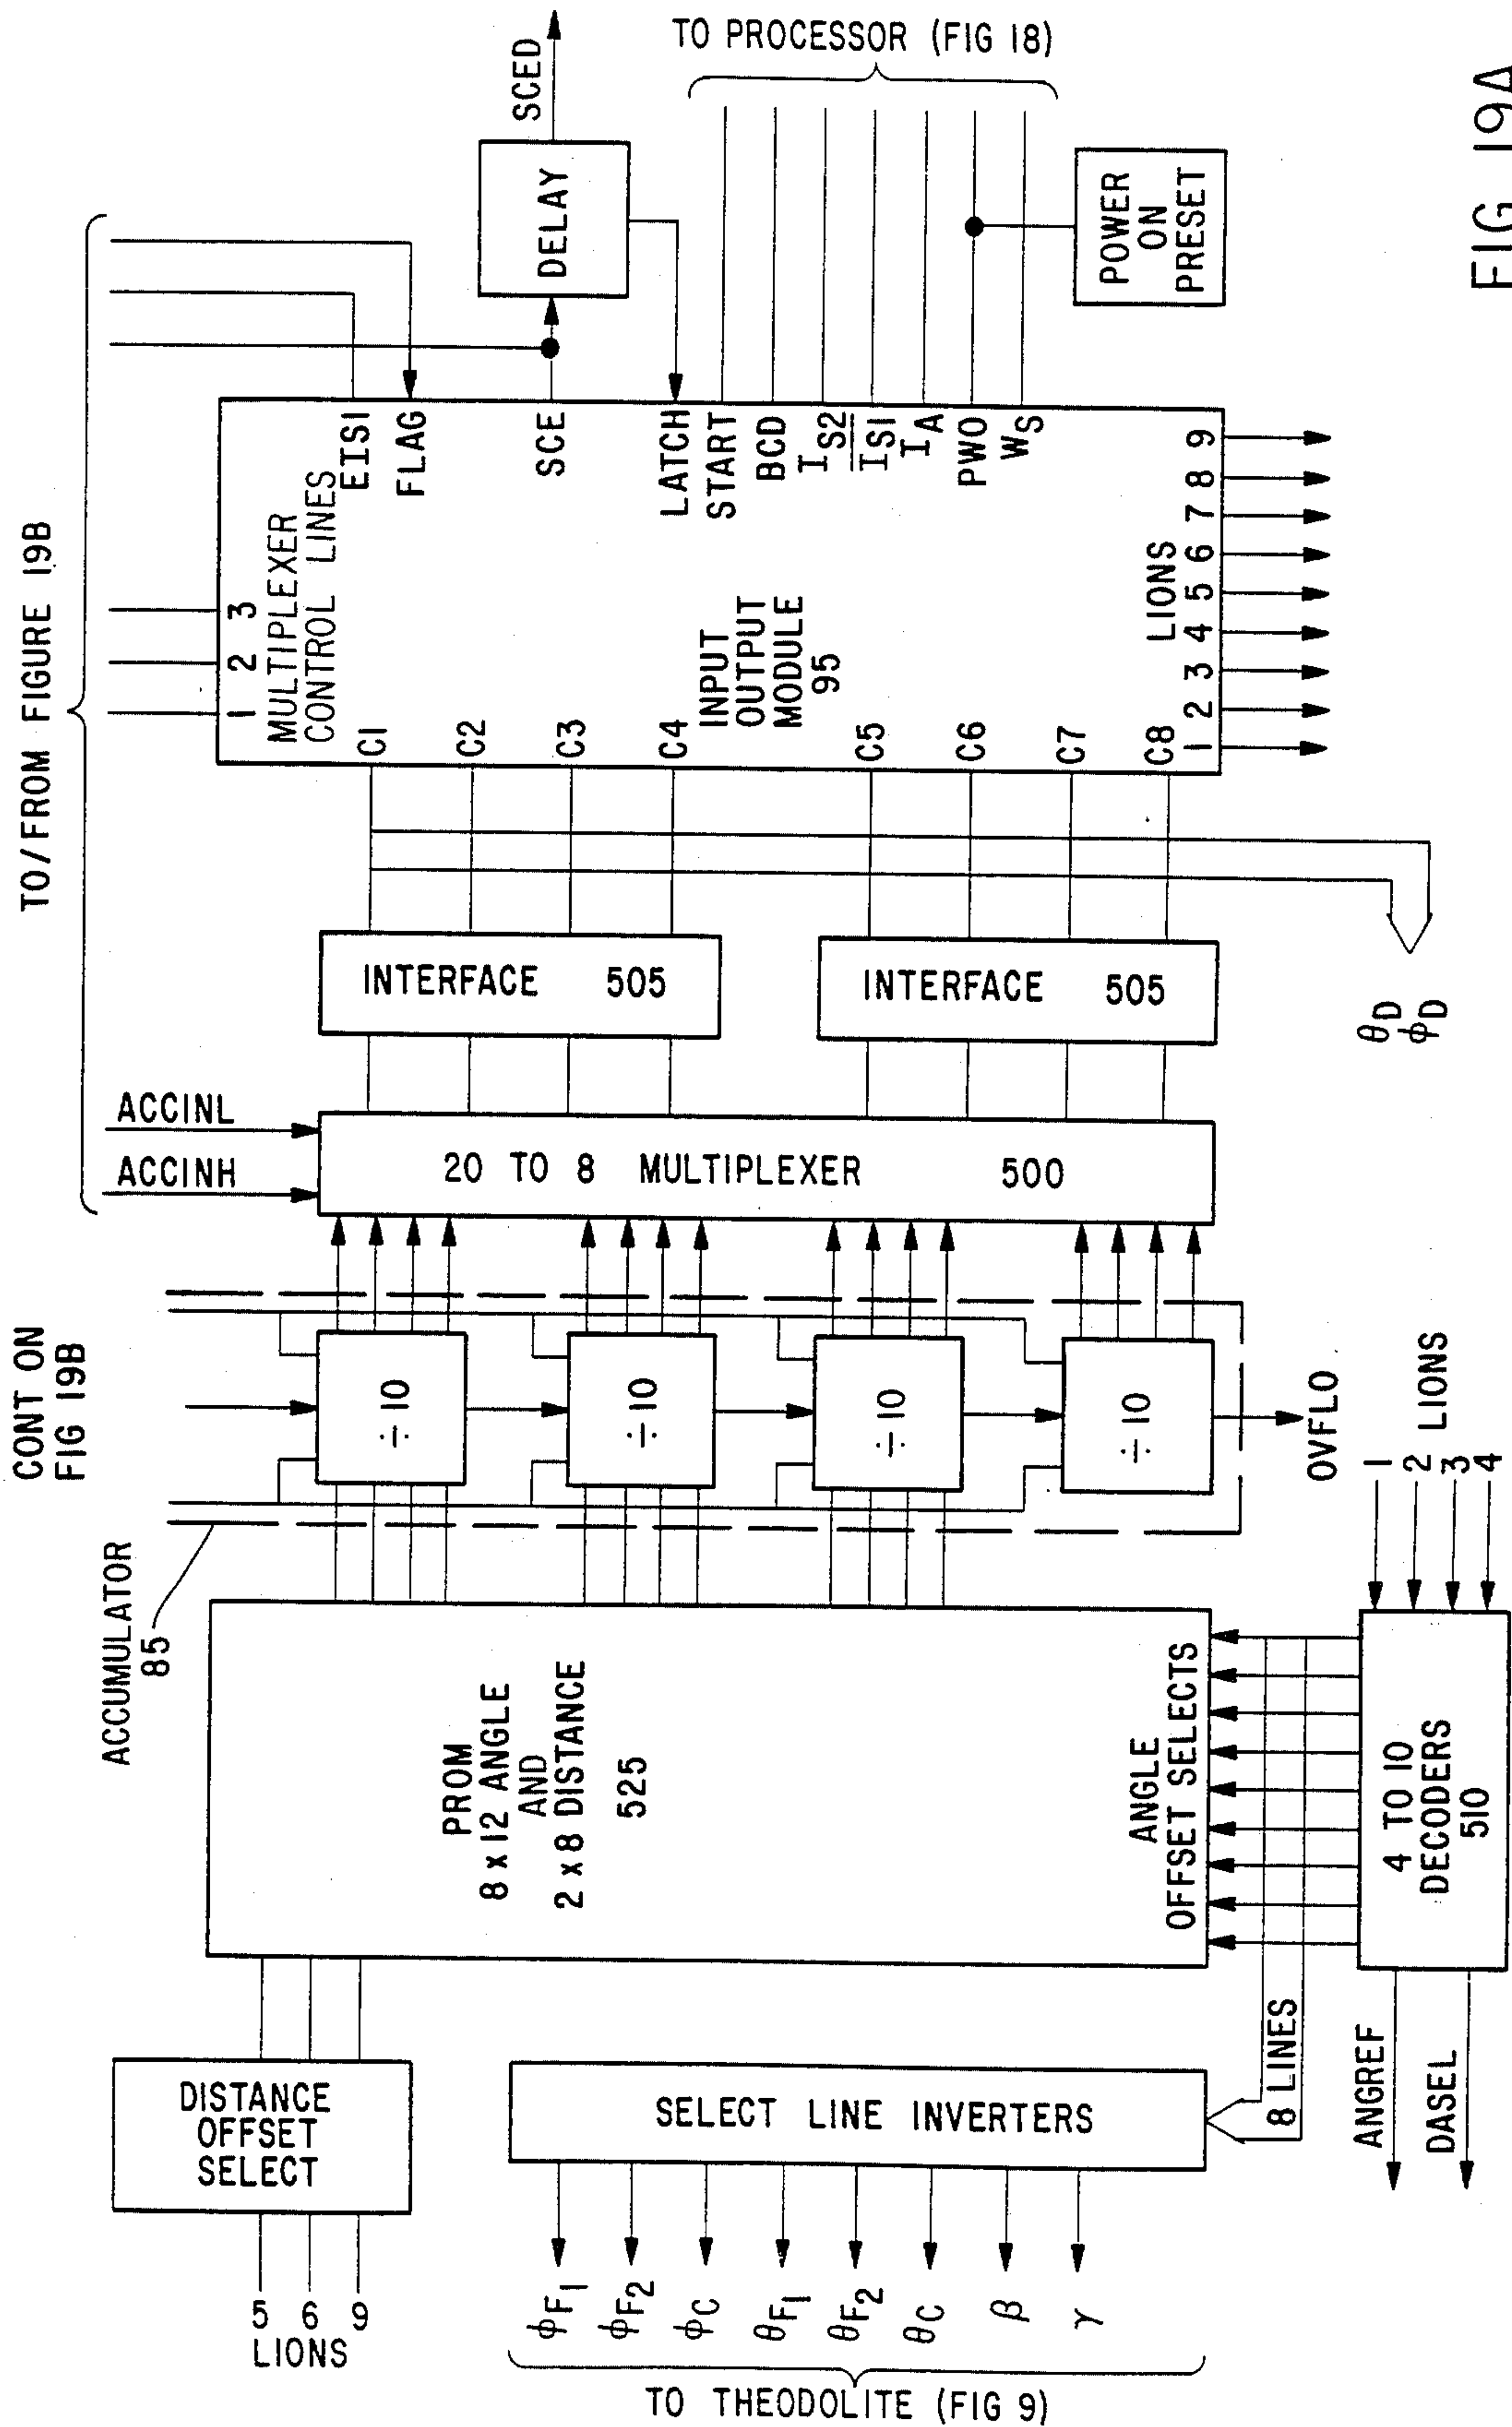 TO/FROM FIGURE 19B
CONT ON
FIG 19B
ACCUMULATOR
85
ACCINH
ACCINL
SCED
TO PROCESSOR (FIG 18)
DISTANCE
OFFSET
SELECT
5
6
9
LIONS
PROM
8 x 12 ANGLE
AND
2 x 8 DISTANCE
525
ANGLE
OFFSET SELECTS
÷10
÷10
÷10
÷10
OVFLO
20 TO 8 MULTIPLEXER 500
INTERFACE 505
INTERFACE 505
θD
ϕD
1 2 3
MULTIPLEXER
CONTROL LINES
C1
C2
C3
C4
C5
C6
C7
C8
INPUT
OUTPUT
MODULE
95
EISI
FLAG
SCE
LATCH
START
BCD
IS2
IS1
IA
PWO
WS
LIONS
1 2 3 4 5 6 7 8 9
DELAY
POWER
ON
PRESET
SELECT LINE INVERTERS
8 LINES
ϕF1
ϕF2
ϕC
θF1
θF2
θC
β
γ
TO THEODOLITE (FIG 9)
4 TO 10
DECODERS
510
1
2
3
4
LIONS
ANGREF
DASEL
FIG 19A